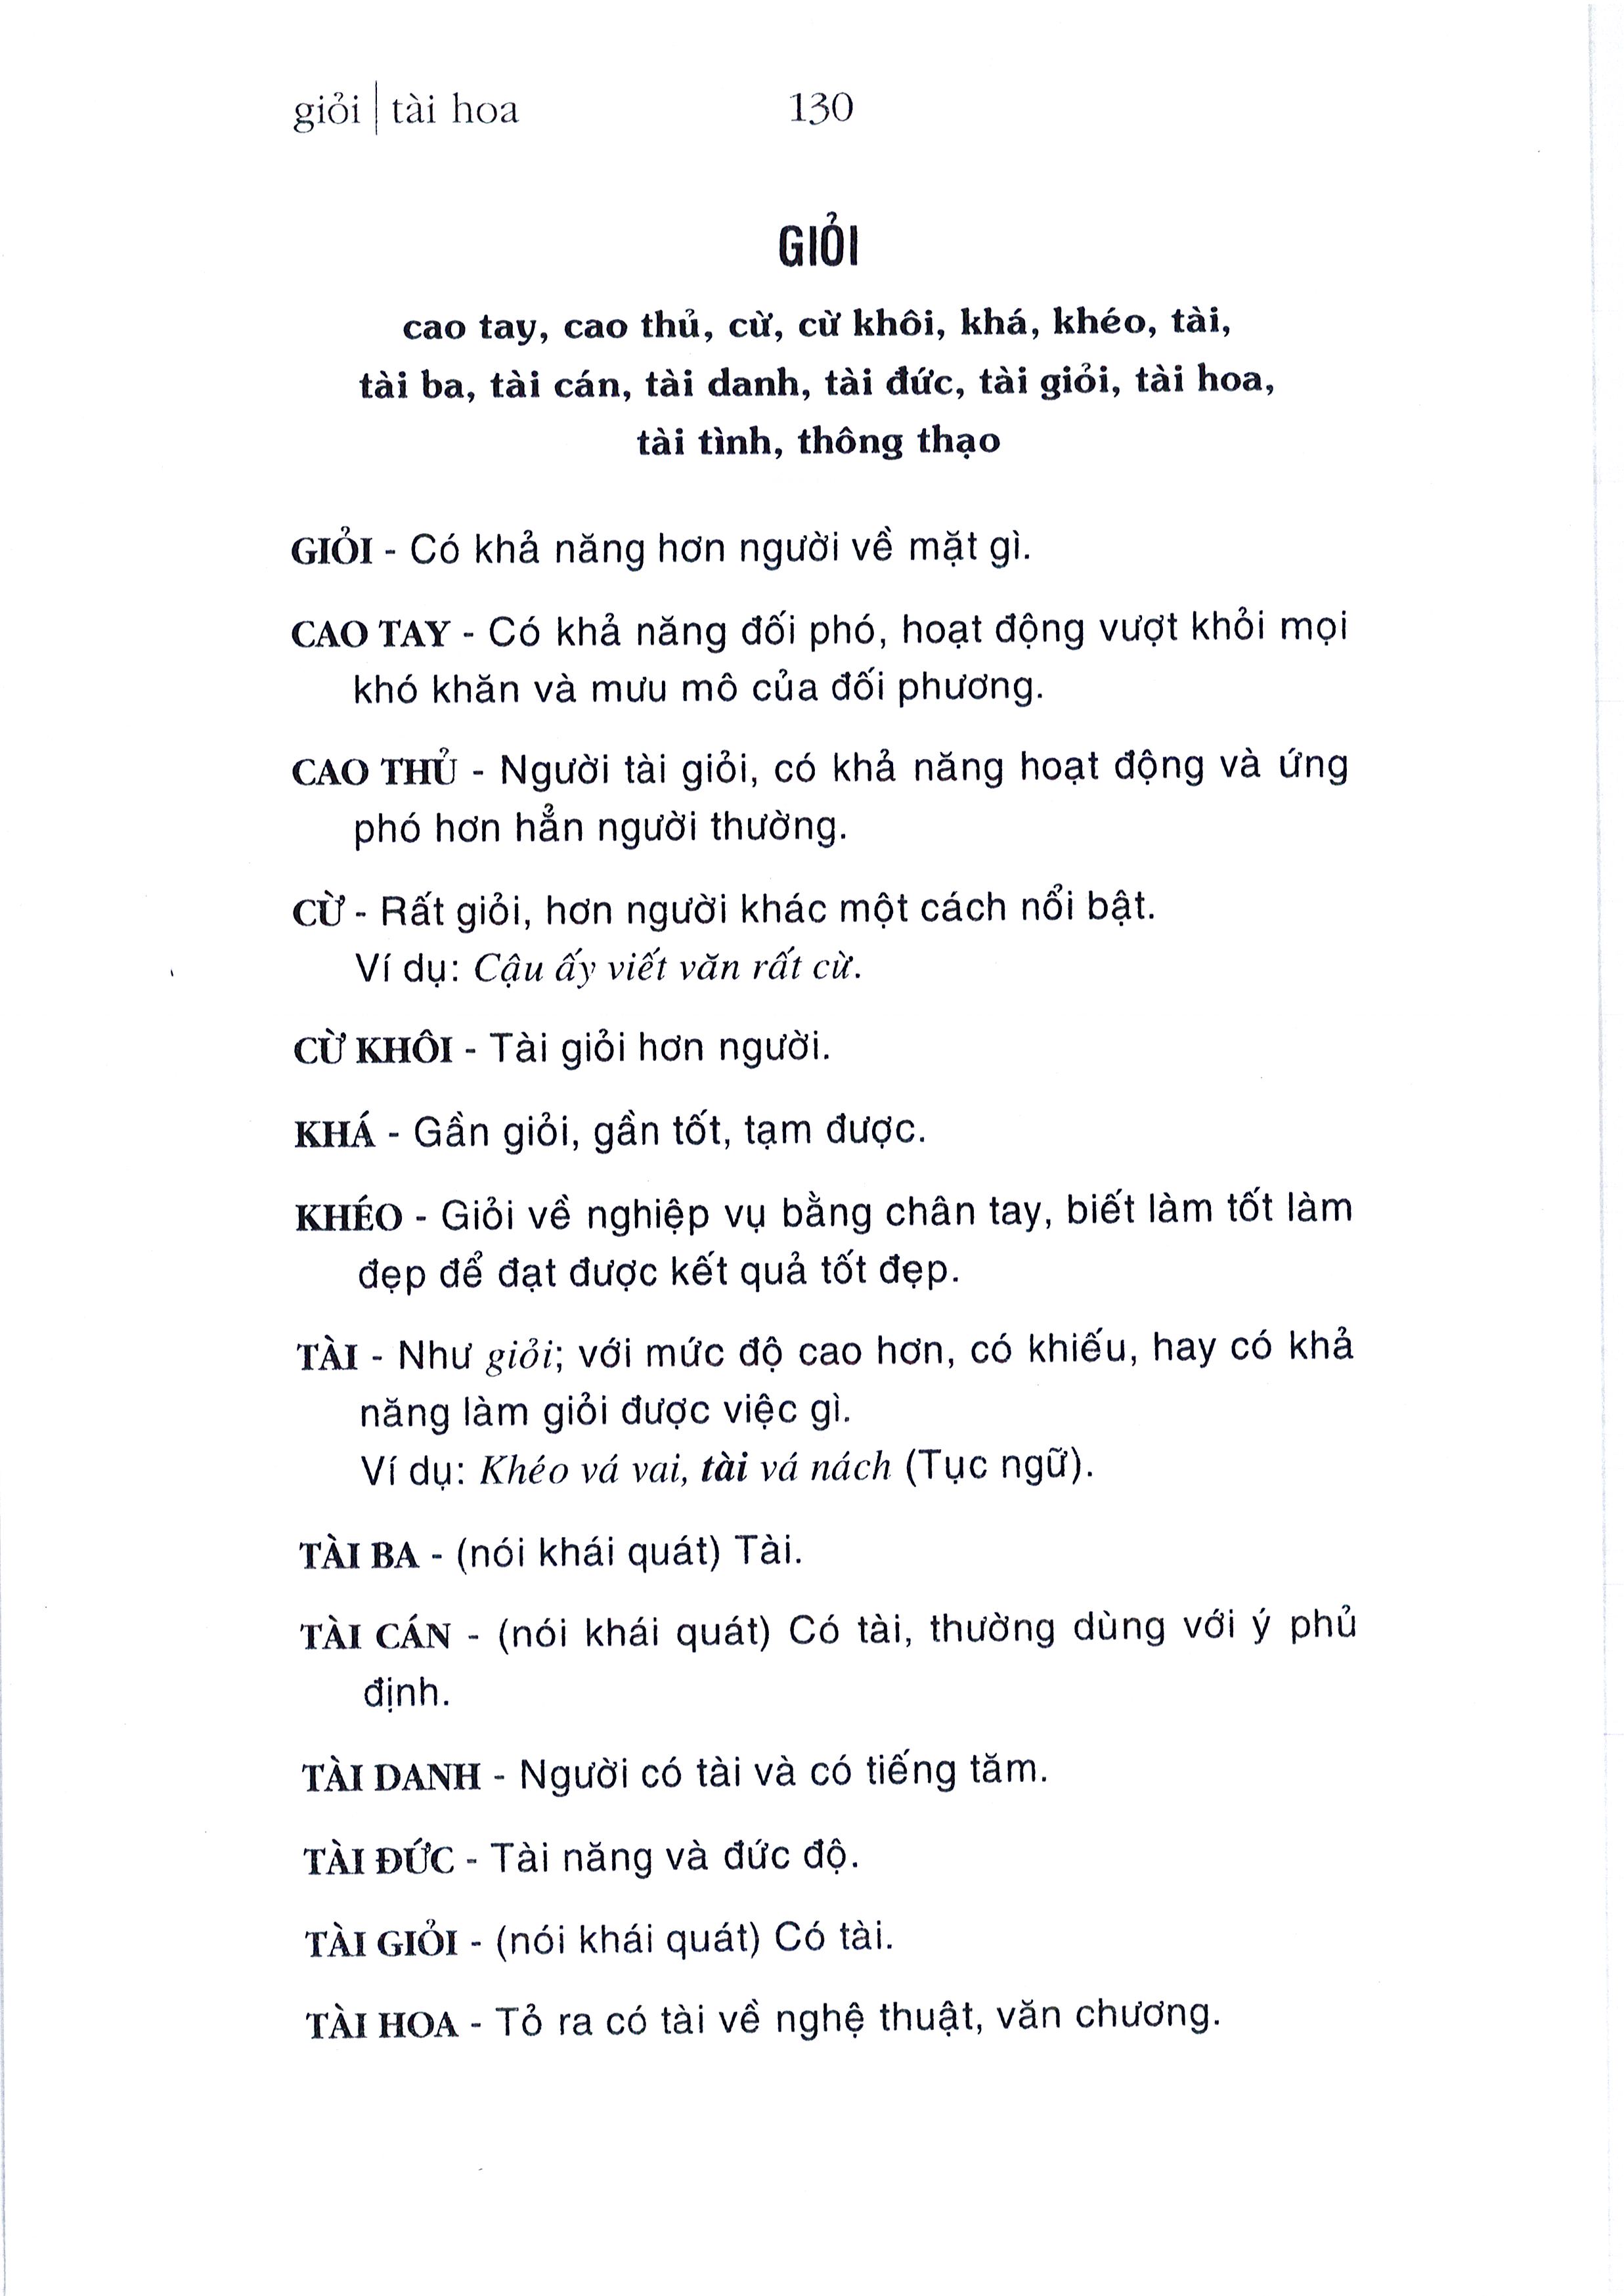 giỏi | tài hoa 130
GIỎI
cao tay, cao thủ, cừ, cừ khôi, khá, khéo, tài,
tài ba, tài cán, tài danh, tài đức, tài giỏi, tài hoa,
tài tình, thông thạo
GIỎI - Có khả năng hơn người về mặt gì.
CAO TAY - Có khả năng đối phó, hoạt động vượt khỏi mọi
khó khăn và mưu mô của đối phương.
CAO THỦ - Người tài giỏi, có khả năng hoạt động và ứng
phó hơn hẳn người thường.
CỪ - Rất giỏi, hơn người khác một cách nổi bật.
Ví dụ: Cậu ấy viết văn rất cừ.
CỪ KHÔI - Tài giỏi hơn người.
KHÁ - Gần giỏi, gần tốt, tạm được.
KHÉO - Giỏi về nghiệp vụ bằng chân tay, biết làm tốt làm
đẹp để đạt được kết quả tốt đẹp.
TÀI - Như giỏi; với mức độ cao hơn, có khiếu, hay có khả
năng làm giỏi được việc gì.
Ví dụ: Khéo vá vai, tài vá nách (Tục ngữ).
TÀI BA - (nói khái quát) Tài.
TÀI CÁN - (nói khái quát) Có tài, thường dùng với ý phủ
định.
TÀI DANH - Người có tài và có tiếng tăm.
TÀI ĐỨC - Tài năng và đức độ.
TÀI GIỎI - (nói khái quát) Có tài.
TÀI HOA - Tỏ ra có tài về nghệ thuật, văn chương.